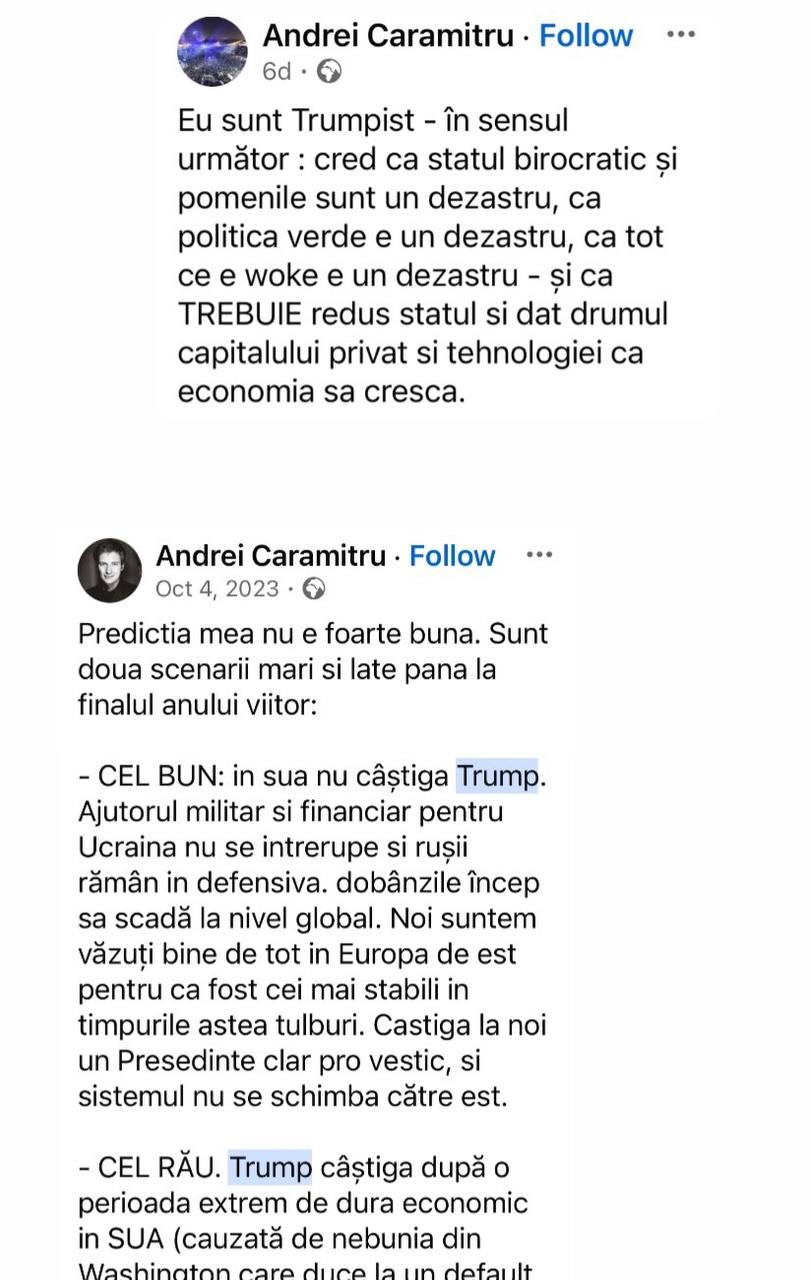 Andrei Caramitru · Follow ...
6d ·
Eu sunt Trumpist - în sensul
următor : cred ca statul birocratic și
pomenile sunt un dezastru, ca
politica verde e un dezastru, ca tot
ce e woke e un dezastru - și ca
TREBUIE redus statul si dat drumul
capitalului privat si tehnologiei ca
economia sa cresca.
Andrei Caramitru · Follow ...
Oct 4, 2023 ·
Predictia mea nu e foarte buna. Sunt
doua scenarii mari si late pana la
finalul anului viitor:
- CEL BUN: in sua nu câștiga Trump.
Ajutorul militar si financiar pentru
Ucraina nu se intrerupe si rușii
rămân in defensiva. dobânzile încep
sa scadă la nivel global. Noi suntem
văzuți bine de tot in Europa de est
pentru ca fost cei mai stabili in
timpurile astea tulburi. Castiga la noi
un Presedinte clar pro vestic, si
sistemul nu se schimba către est.
- CEL RĂU. Trump câștiga după o
perioada extrem de dura economic
in SUA (cauzată de nebunia din
Washington care duce la un default